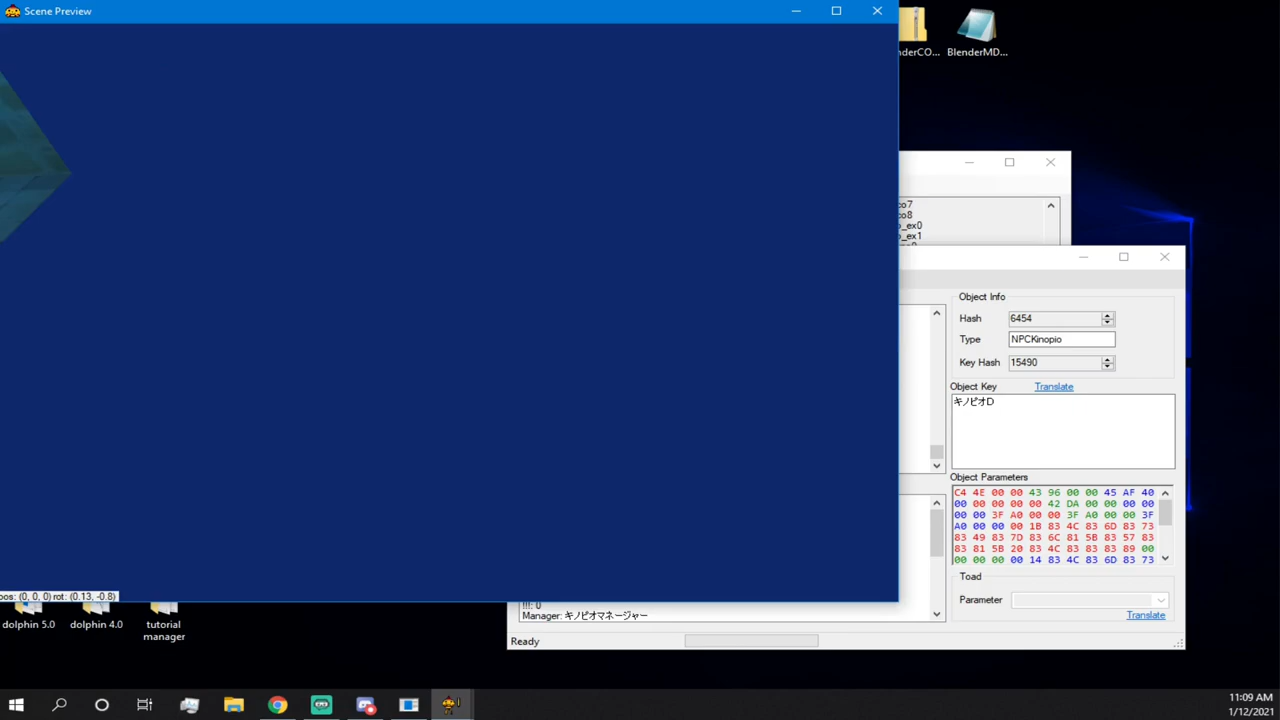 Scene Preview
nderCO...
BlenderMD...
co7
co8
o_ex0
o_ex1
Object Info
Hash
6454
Type
NPCKinopio
Key Hash
15490
Object Key
Translate
キノピオD
Object Parameters
C4 4E 00 00 43 96 00 00 45 AF 40
00 00 00 00 00 42 DA 00 00 00 00
00 00 3F A0 00 00 3F A0 00 00 3F
A0 00 00 00 1B 83 4C 83 6D 83 73
83 49 83 7D 83 6C 81 5B 83 57 83
83 81 5B 20 83 4C 83 83 83 89 00
00 00 00 00 14 83 4C 83 6D 83 73
Toad
Parameter
Translate
pos: (0, 0, 0) rot: (0.13, -0.8)
!!!: 0
Manager: キノピオマネージャー
Ready
dolphin 5.0
dolphin 4.0
tutorial
manager
11:09 AM
1/12/2021